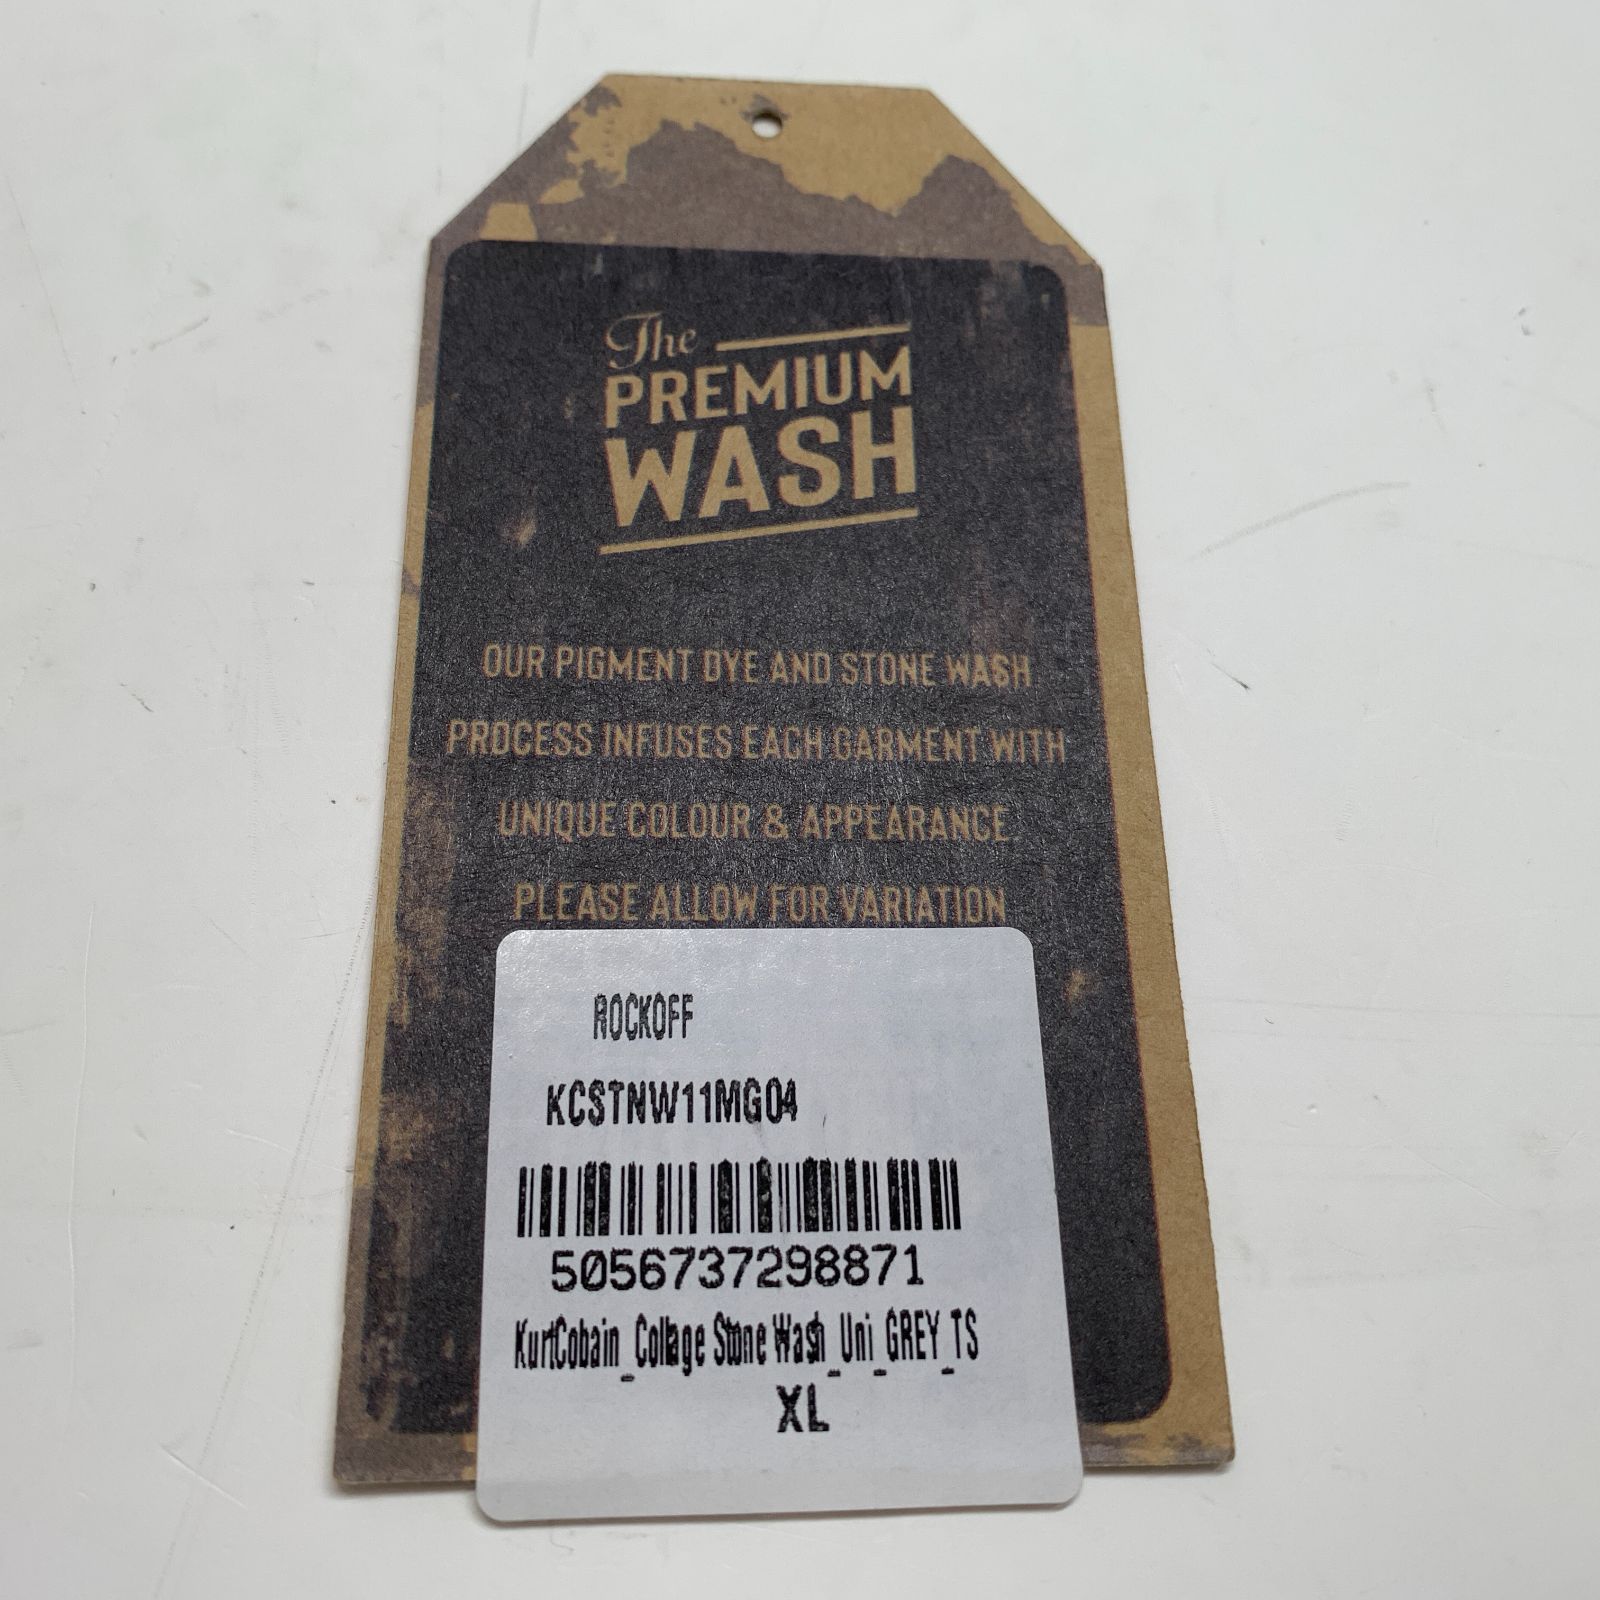 The
PREMIUM
WASH
OUR PIGMENT DYE AND STONE WASH
PROCESS INFUSES EACH GARMENT WITH
UNIQUE COLOUR & APPEARANCE
PLEASE ALLOW FOR VARIATION
ROCKOFF
KCSTNW11MG04
5056737298871
KurtCobain_Collage Stone Wash_Uni_GREY_TS
XL